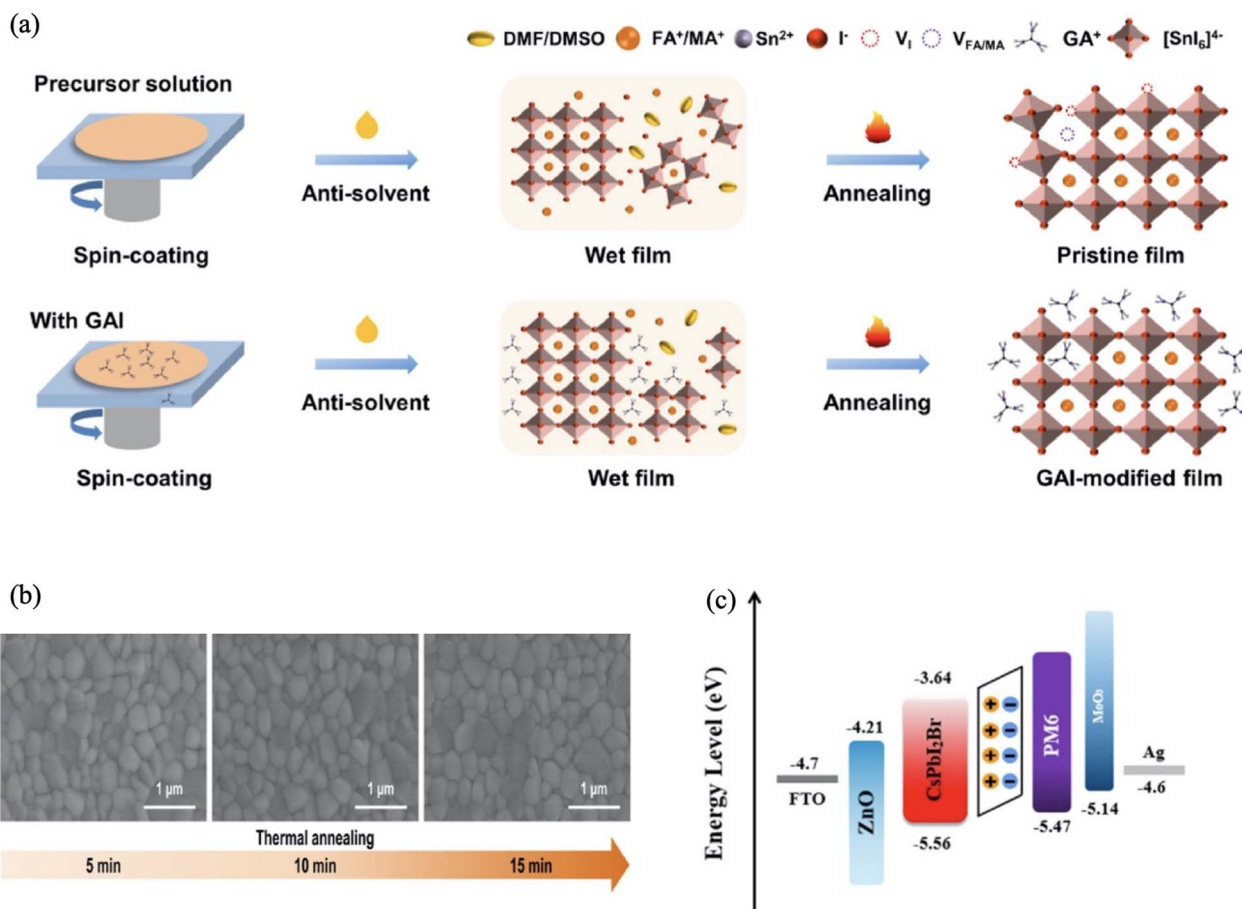 (a)
DMF/DMSO FA⁺/MA⁺ Sn²⁺ I⁻ V_I V_FA/MA GA⁺ [SnI₆]⁴⁻
Precursor solution
Anti-solvent
Annealing
Spin-coating
Wet film
Pristine film
With GAI
Anti-solvent
Annealing
Spin-coating
Wet film
GAI-modified film
(b)
1 µm
1 µm
1 µm
Thermal annealing
5 min
10 min
15 min
(c)
Energy Level (eV)
-4.7
FTO
-4.21
ZnO
-3.64
CsPbI₂Br
-5.56
+ −
+ −
+ −
+ −
PM6
-5.47
MoO₃
-5.14
Ag
-4.6